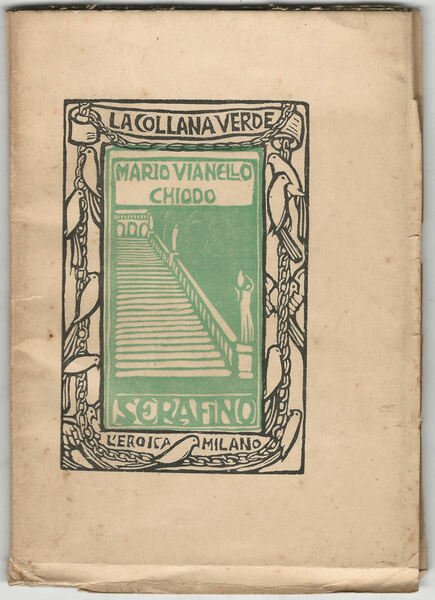 LA COLLANA VERDE
MARIO VIANELLO
CHIODO
SERAFINO
L'EROICA MILANO